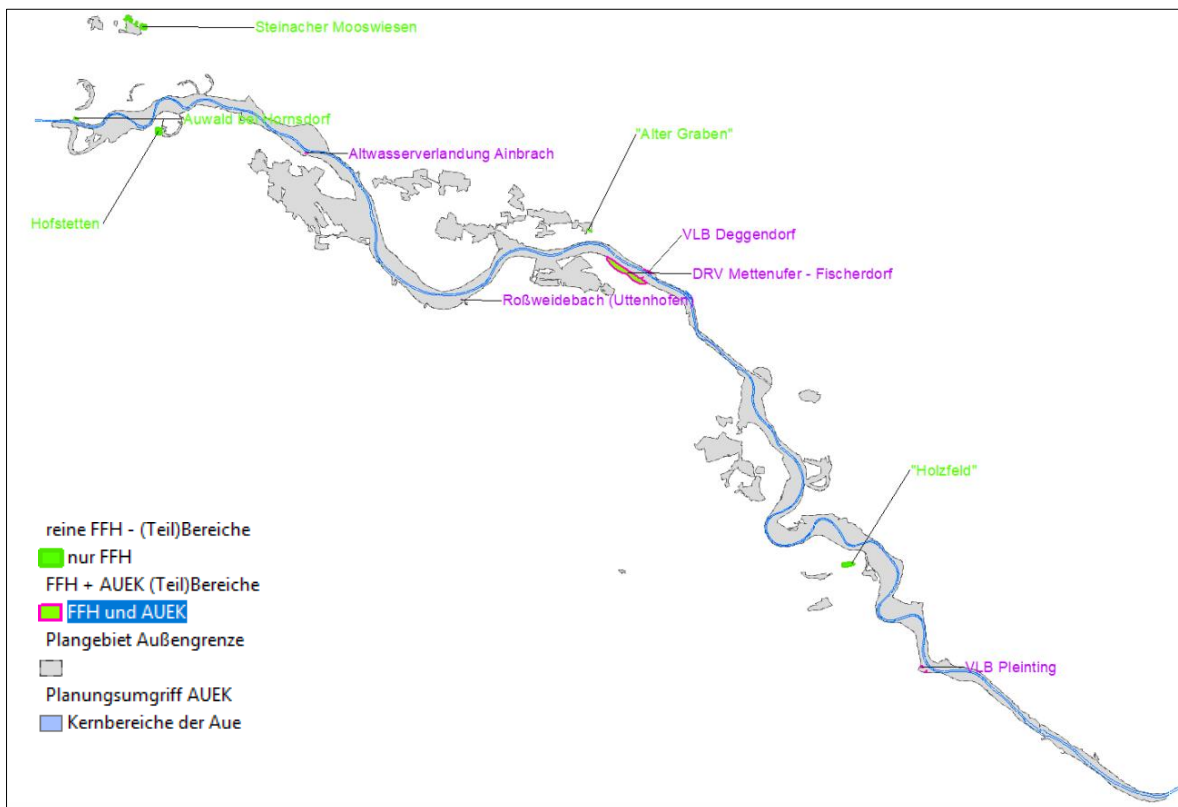 Steinacher Mooswiesen
Auwald bei Hornsdorf
"Alter Graben"
Altwasserverlandung Ainbrach
Hofstetten
VLB Deggendorf
DRV Mettenufer - Fischerdorf
Roßweidebach (Uttenhofen)
"Holzfeld"
VLB Pleinting
reine FFH - (Teil)Bereiche
nur FFH
FFH + AUEK (Teil)Bereiche
FFH und AUEK
Plangebiet Außengrenze
Planungsumgriff AUEK
Kernbereiche der Aue